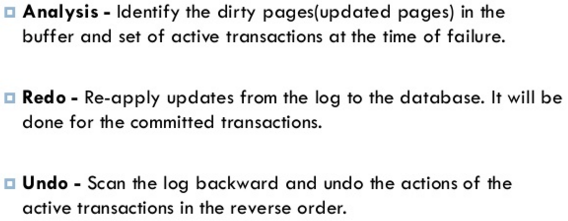 Analysis - Identify the dirty pages(updated pages) in the
buffer and set of active transactions at the time of failure.
Redo - Re-apply updates from the log to the database. It will be
done for the committed transactions.
Undo - Scan the log backward and undo the actions of the
active transactions in the reverse order.